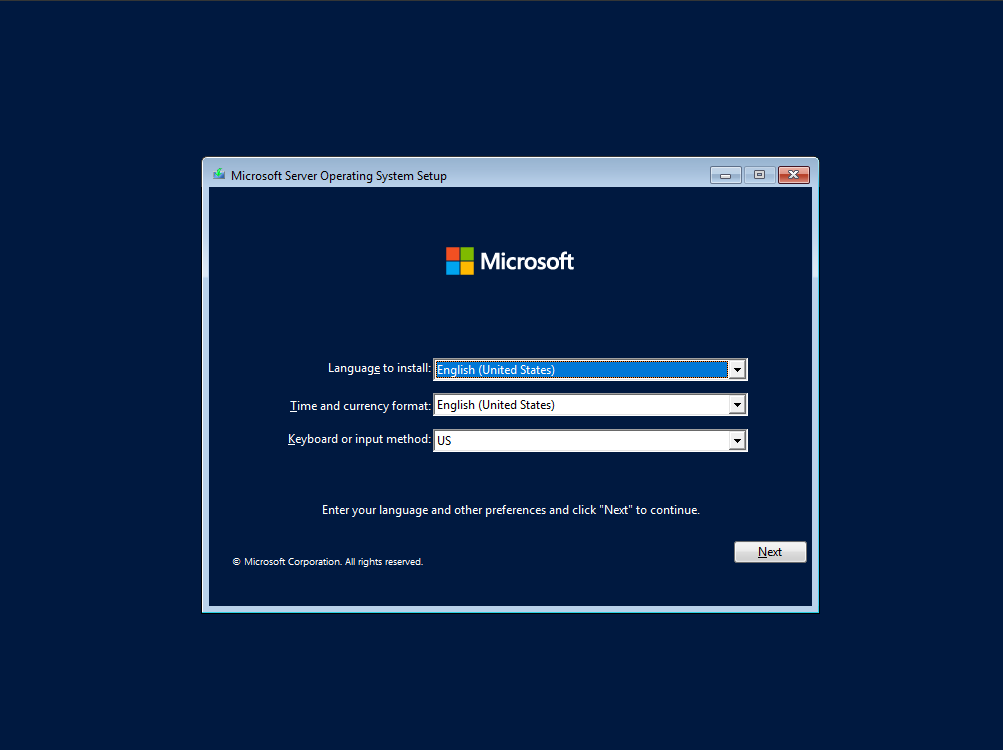 Microsoft Server Operating System Setup
Microsoft
Language to install: English (United States)
Time and currency format: English (United States)
Keyboard or input method: US
Enter your language and other preferences and click "Next" to continue.
Next
© Microsoft Corporation. All rights reserved.